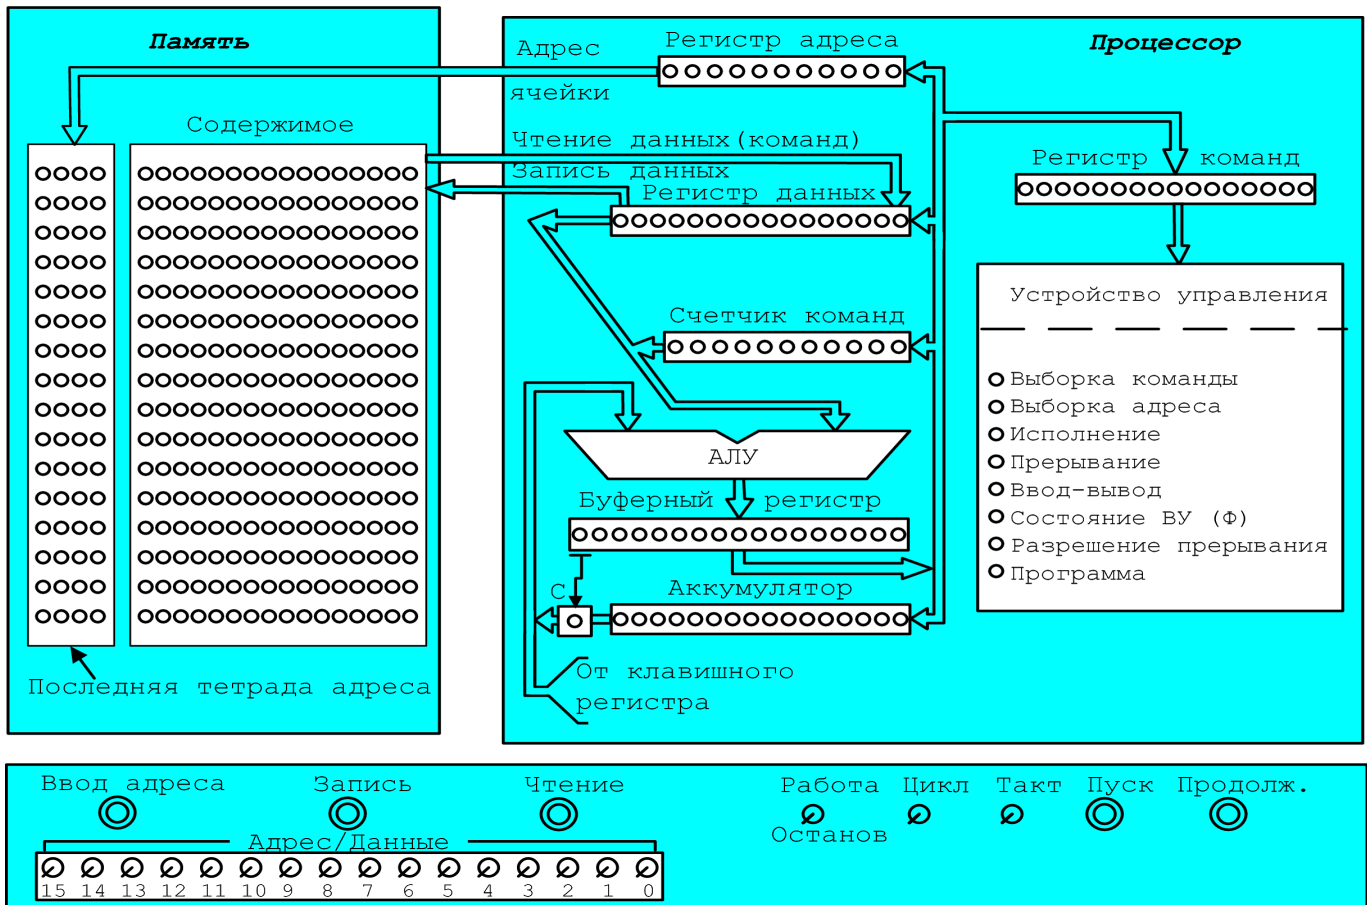 Память
Содержимое
Последняя тетрада адреса
Процессор
Адрес
ячейки
Регистр адреса
Чтение данных(команд)
Запись данных
Регистр данных
Регистр команд
Счетчик команд
АЛУ
Буферный регистр
С
Аккумулятор
От клавишного
регистра
Устройство управления
Выборка команды
Выборка адреса
Исполнение
Прерывание
Ввод-вывод
Состояние ВУ (Ф)
Разрешение прерывания
Программа
Ввод адреса Запись Чтение Работа Цикл Такт Пуск Продолж.
Останов
Адрес/Данные
15 14 13 12 11 10 9 8 7 6 5 4 3 2 1 0